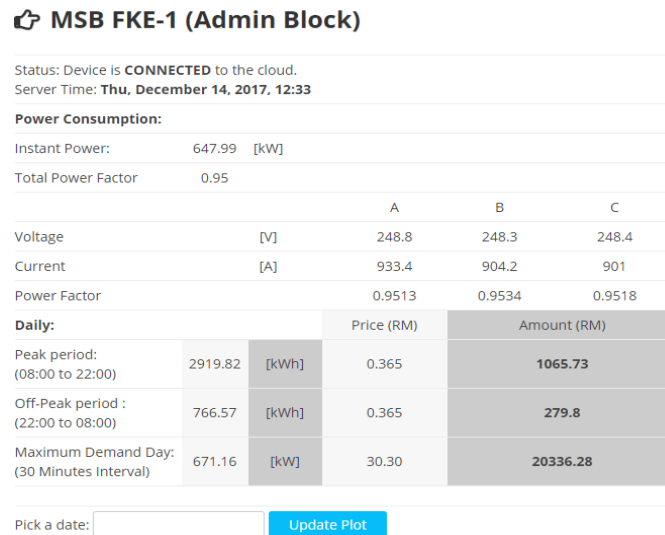 MSB FKE-1 (Admin Block)
Status: Device is CONNECTED to the cloud.
Server Time: Thu, December 14, 2017, 12:33
Power Consumption:
Instant Power: 647.99 [kW]
Total Power Factor 0.95
A B C
Voltage [V] 248.8 248.3 248.4
Current [A] 933.4 904.2 901
Power Factor 0.9513 0.9534 0.9518
Daily: Price (RM) Amount (RM)
Peak period:
(08:00 to 22:00) 2919.82 [kWh] 0.365 1065.73
Off-Peak period :
(22:00 to 08:00) 766.57 [kWh] 0.365 279.8
Maximum Demand Day:
(30 Minutes Interval) 671.16 [kW] 30.30 20336.28
Pick a date: Update Plot